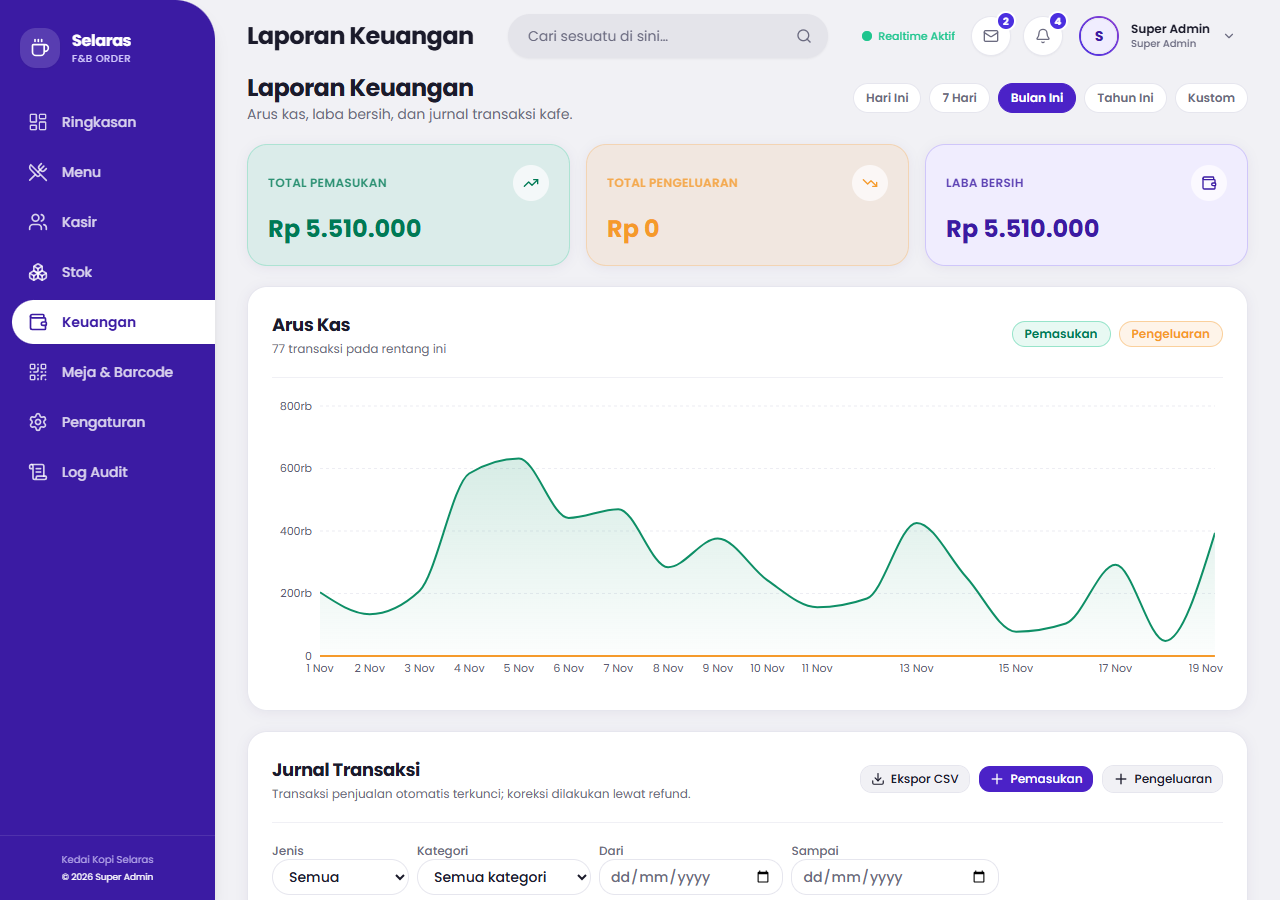 Selaras
F&B ORDER
Ringkasan
Menu
Kasir
Stok
Keuangan
Meja & Barcode
Pengaturan
Log Audit
Kedai Kopi Selaras
© 2026 Super Admin
Laporan Keuangan
Cari sesuatu di sini...
Realtime Aktif
2
4
S
Super Admin
Super Admin
Laporan Keuangan
Arus kas, laba bersih, dan jurnal transaksi kafe.
Hari Ini
7 Hari
Bulan Ini
Tahun Ini
Kustom
TOTAL PEMASUKAN
Rp 5.510.000
TOTAL PENGELUARAN
Rp 0
LABA BERSIH
Rp 5.510.000
Arus Kas
77 transaksi pada rentang ini
Pemasukan
Pengeluaran
800rb
600rb
400rb
200rb
0
1 Nov 2 Nov 3 Nov 4 Nov 5 Nov 6 Nov 7 Nov 8 Nov 9 Nov 10 Nov 11 Nov 13 Nov 15 Nov 17 Nov 19 Nov
Jurnal Transaksi
Transaksi penjualan otomatis terkunci; koreksi dilakukan lewat refund.
Ekspor CSV
Pemasukan
Pengeluaran
Jenis
Semua
Kategori
Semua kategori
Dari
dd/mm/yyyy
Sampai
dd/mm/yyyy